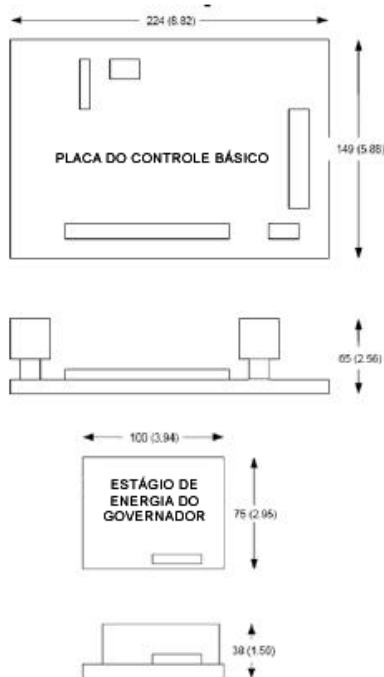 224 (8.82)
PLACA DO CONTROLE BÁSICO
149 (5.88)
65 (2.56)
100 (3.94)
ESTÁGIO DE
ENERGIA DO
GOVERNADOR
75 (2.95)
38 (1.50)